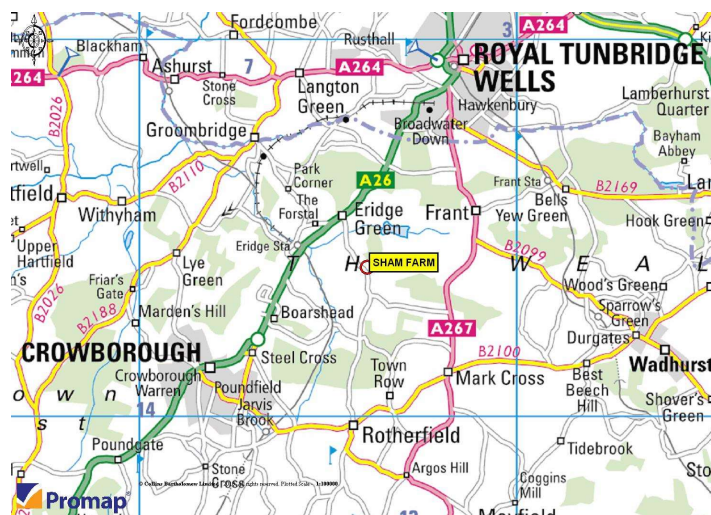 Fordcombe
3
A264
Rusthall
Blackham
7
Ashurst
A264
ROYAL TUNBRIDGE
WELLS
264
Stone
Cross
Langton
Green
Hawkenbury
Lamberhurst
Quarter
B2026
Groombridge
Broadwater
Down
Bayham
Abbey
B2110
Park
Corner
A26
Frant Sta
B2169
Withyham
The
Forstal
Eridge
Green
Frant
Bells
Yew Green
Hook Green
Upper
Hartfield
Eridge Sta
B2099
Lye
Green
T H
SHAM FARM
W E A L
Friar's
Gate
Wood's Green
B2026
B2188
Marden's Hill
Boarshead
Sparrow's
Green
A267
Durgates
CROWBOROUGH
Steel Cross
B2100
Wadhurst
Crowborough
Warren
Town
Row
Mark Cross
Best
Beech
Hill
Poundfield
14
Jarvis
Brook
Shover's
Green
Rotherfield
Poundgate
Tidebrook
Stone
Cross
Argos Hill
Coggins
Mill
Promap